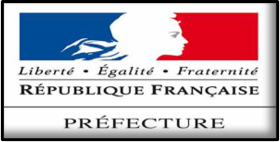 Liberté • Égalité • Fraternité
RÉPUBLIQUE FRANÇAISE
PRÉFECTURE